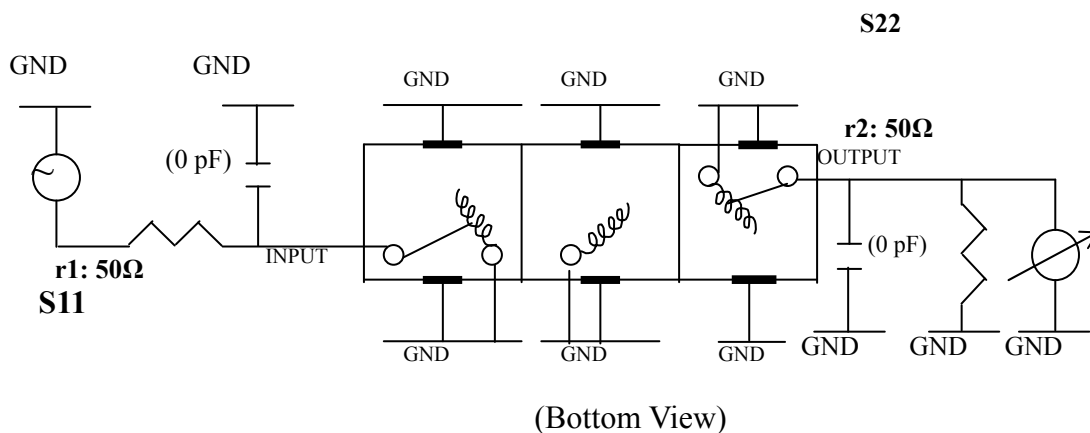 S22
GND
GND
GND
GND
GND
r2: 50Ω
(0 pF)
OUTPUT
INPUT
(0 pF)
r1: 50Ω
S11
GND
GND
GND
GND
GND
GND
(Bottom View)